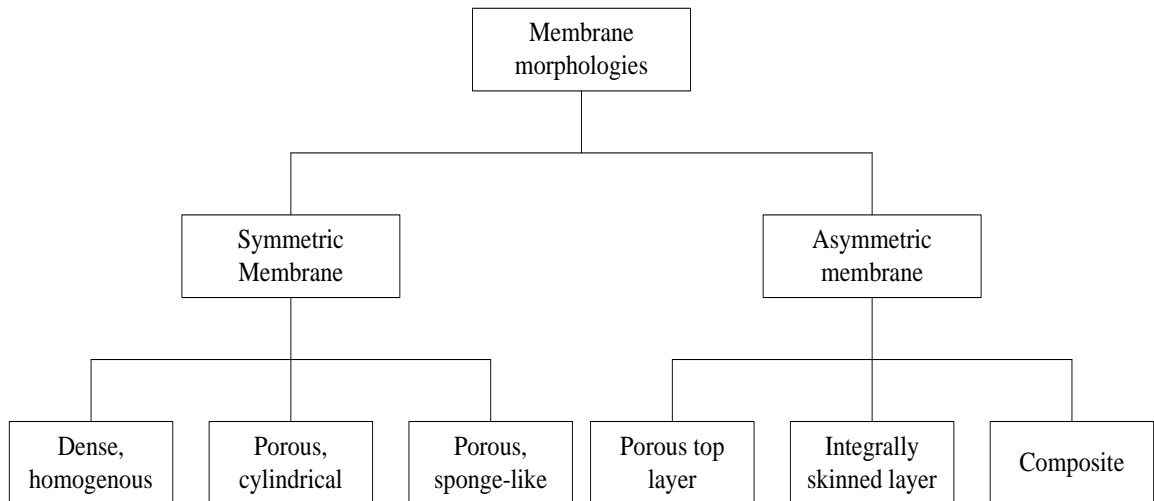 Membrane
morphologies
Symmetric
Membrane
Asymmetric
membrane
Dense,
homogenous
Porous,
cylindrical
Porous,
sponge-like
Porous top
layer
Integrally
skinned layer
Composite